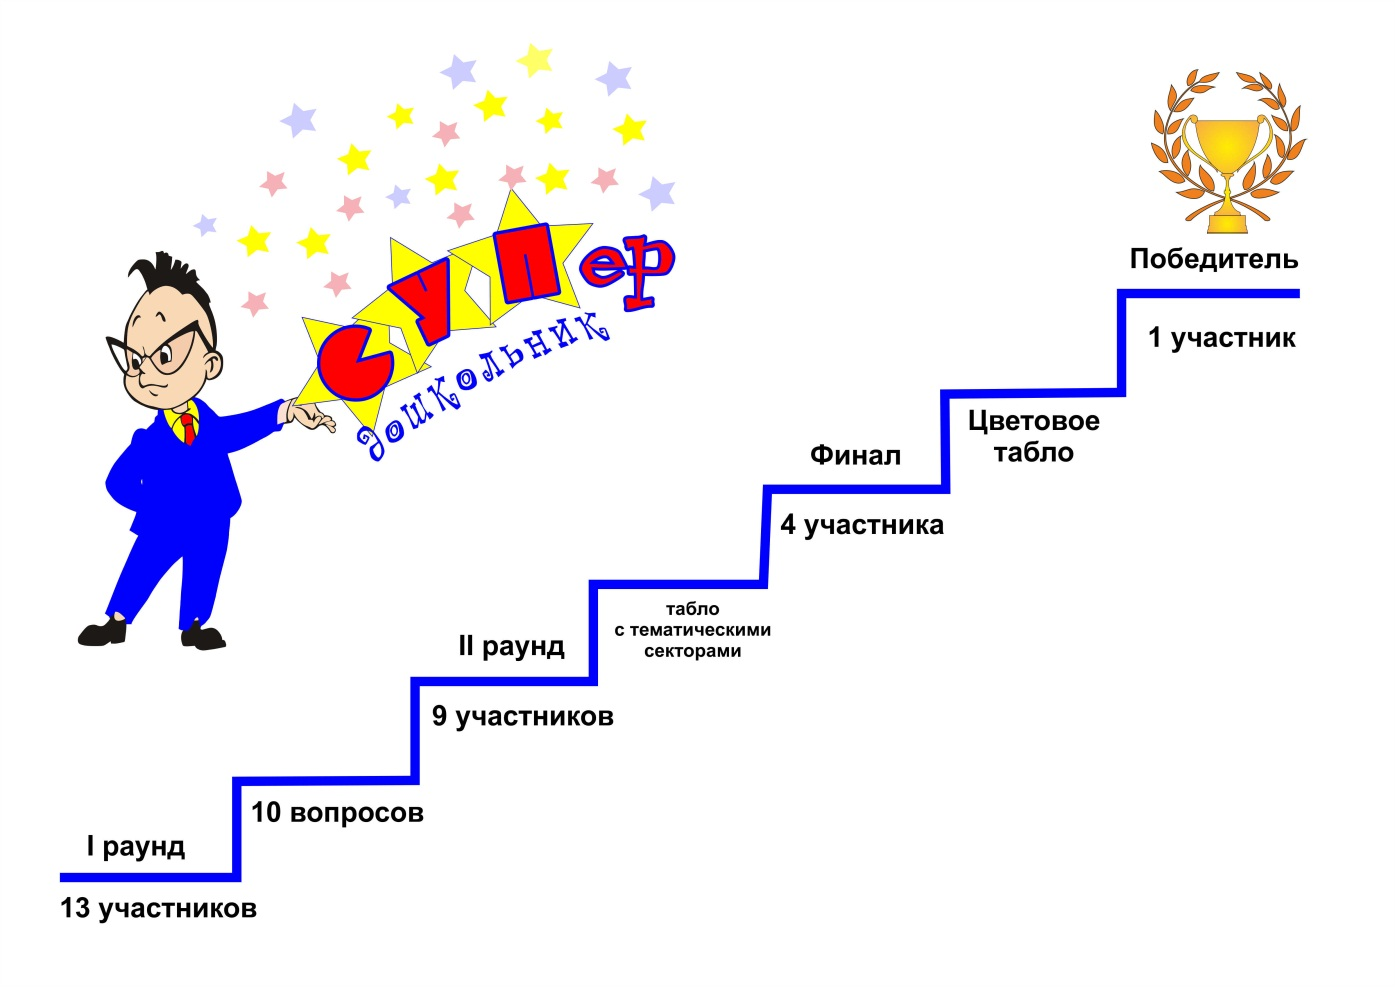 Супер
дошкольник
Победитель
1 участник
Цветовое
табло
Финал
4 участника
табло
с тематическими
секторами
II раунд
9 участников
10 вопросов
I раунд
13 участников